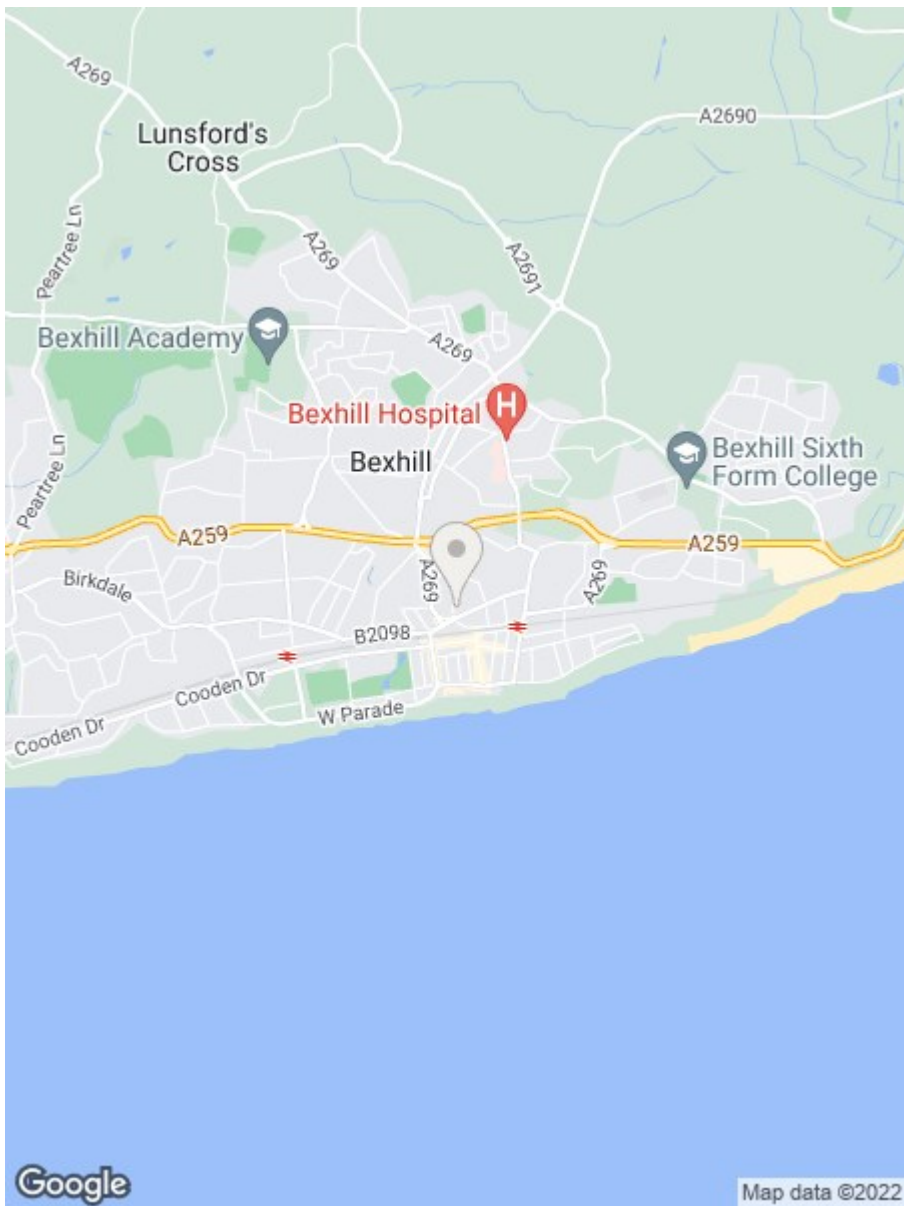 A269
A2690
Lunsford's
Cross
Peartree Ln
A269
A2691
Bexhill Academy
A269
Bexhill Hospital
H
Bexhill
Bexhill Sixth
Form College
Peartree Ln
A259
A259
Birkdale
A269
A269
B2098
Cooden Dr
W Parade
Cooden Dr
Google
Map data ©2022